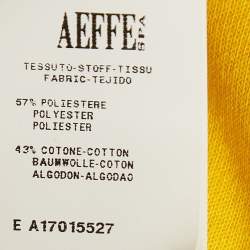 AEFFE SPA
TESSUTO-STOFF-TISSU
FABRIC-TEJIDO
57% POLIESTERE
POLYESTER
POLIESTER
43% COTONE-COTTON
BAUMWOLLE-COTON
ALGODON-ALGODAO
E A17015527